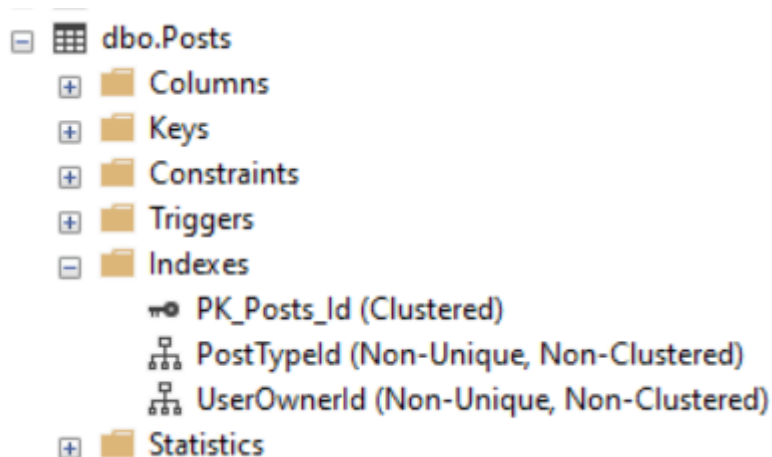 dbo.Posts
Columns
Keys
Constraints
Triggers
Indexes
PK_Posts_Id (Clustered)
PostTypeId (Non-Unique, Non-Clustered)
UserOwnerId (Non-Unique, Non-Clustered)
Statistics